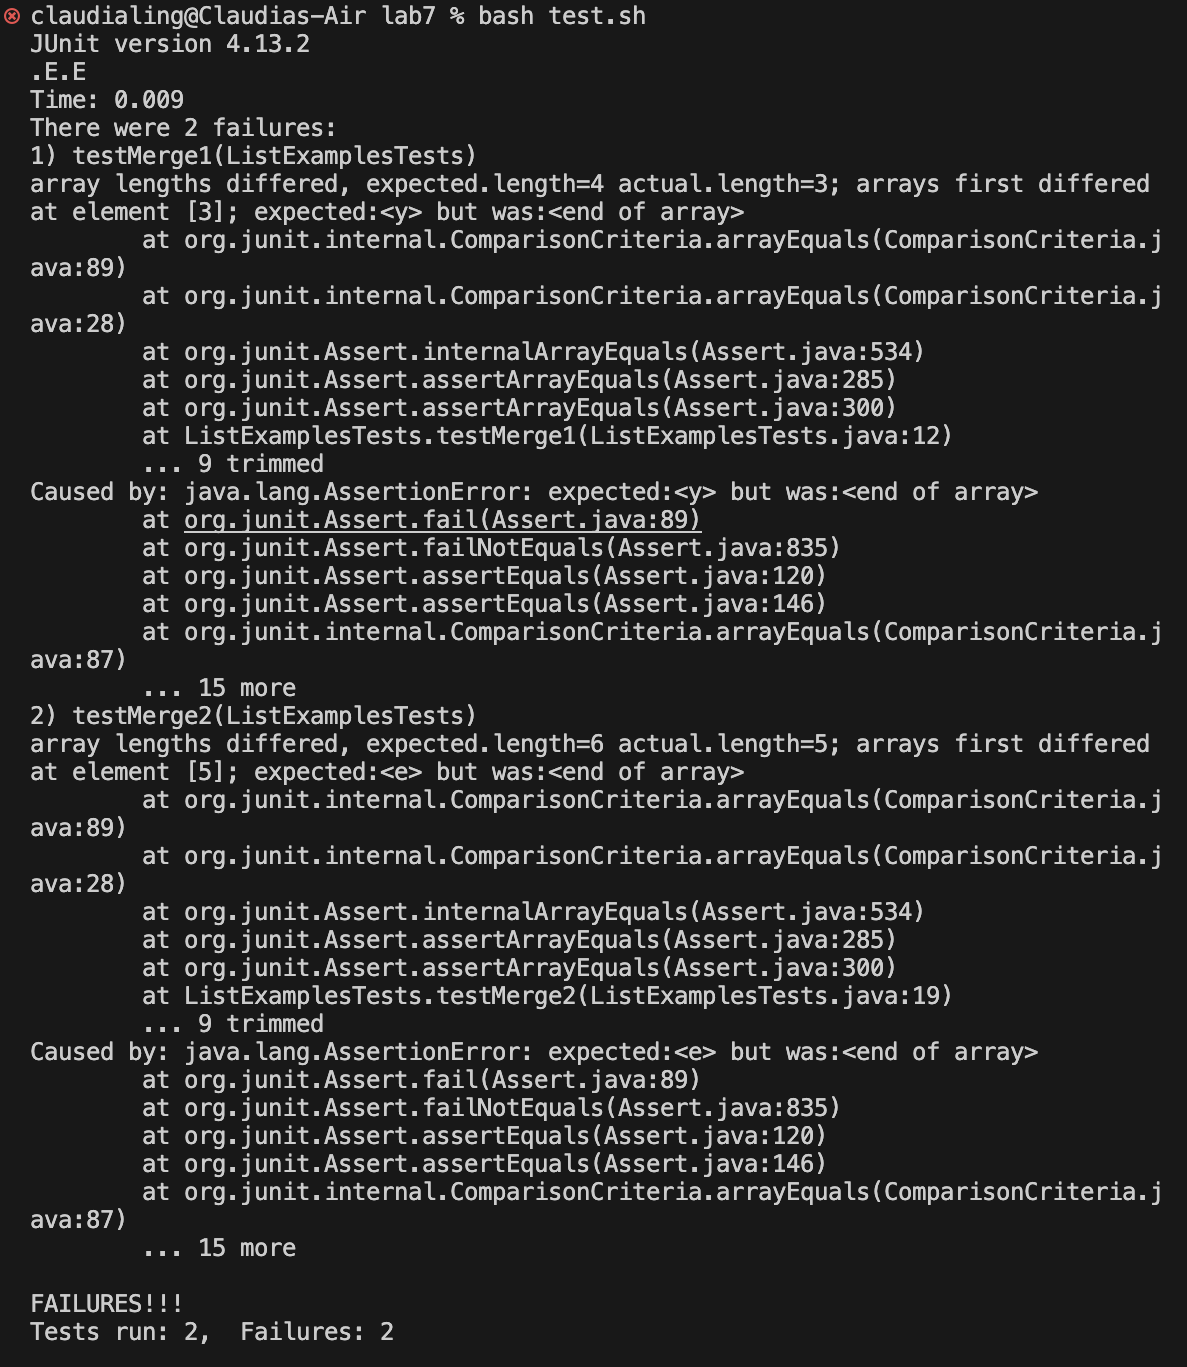 claudialing@Claudias-Air lab7 % bash test.sh
JUnit version 4.13.2
.E.E
Time: 0.009
There were 2 failures:
1) testMerge1(ListExamplesTests)
array lengths differed, expected.length=4 actual.length=3; arrays first differed
at element [3]; expected:<y> but was:<end of array>
        at org.junit.internal.ComparisonCriteria.arrayEquals(ComparisonCriteria.j
ava:89)
        at org.junit.internal.ComparisonCriteria.arrayEquals(ComparisonCriteria.j
ava:28)
        at org.junit.Assert.internalArrayEquals(Assert.java:534)
        at org.junit.Assert.assertArrayEquals(Assert.java:285)
        at org.junit.Assert.assertArrayEquals(Assert.java:300)
        at ListExamplesTests.testMerge1(ListExamplesTests.java:12)
        ... 9 trimmed
Caused by: java.lang.AssertionError: expected:<y> but was:<end of array>
        at org.junit.Assert.fail(Assert.java:89)
        at org.junit.Assert.failNotEquals(Assert.java:835)
        at org.junit.Assert.assertEquals(Assert.java:120)
        at org.junit.Assert.assertEquals(Assert.java:146)
        at org.junit.internal.ComparisonCriteria.arrayEquals(ComparisonCriteria.j
ava:87)
        ... 15 more
2) testMerge2(ListExamplesTests)
array lengths differed, expected.length=6 actual.length=5; arrays first differed
at element [5]; expected:<e> but was:<end of array>
        at org.junit.internal.ComparisonCriteria.arrayEquals(ComparisonCriteria.j
ava:89)
        at org.junit.internal.ComparisonCriteria.arrayEquals(ComparisonCriteria.j
ava:28)
        at org.junit.Assert.internalArrayEquals(Assert.java:534)
        at org.junit.Assert.assertArrayEquals(Assert.java:285)
        at org.junit.Assert.assertArrayEquals(Assert.java:300)
        at ListExamplesTests.testMerge2(ListExamplesTests.java:19)
        ... 9 trimmed
Caused by: java.lang.AssertionError: expected:<e> but was:<end of array>
        at org.junit.Assert.fail(Assert.java:89)
        at org.junit.Assert.failNotEquals(Assert.java:835)
        at org.junit.Assert.assertEquals(Assert.java:120)
        at org.junit.Assert.assertEquals(Assert.java:146)
        at org.junit.internal.ComparisonCriteria.arrayEquals(ComparisonCriteria.j
ava:87)
        ... 15 more

FAILURES!!!
Tests run: 2,  Failures: 2